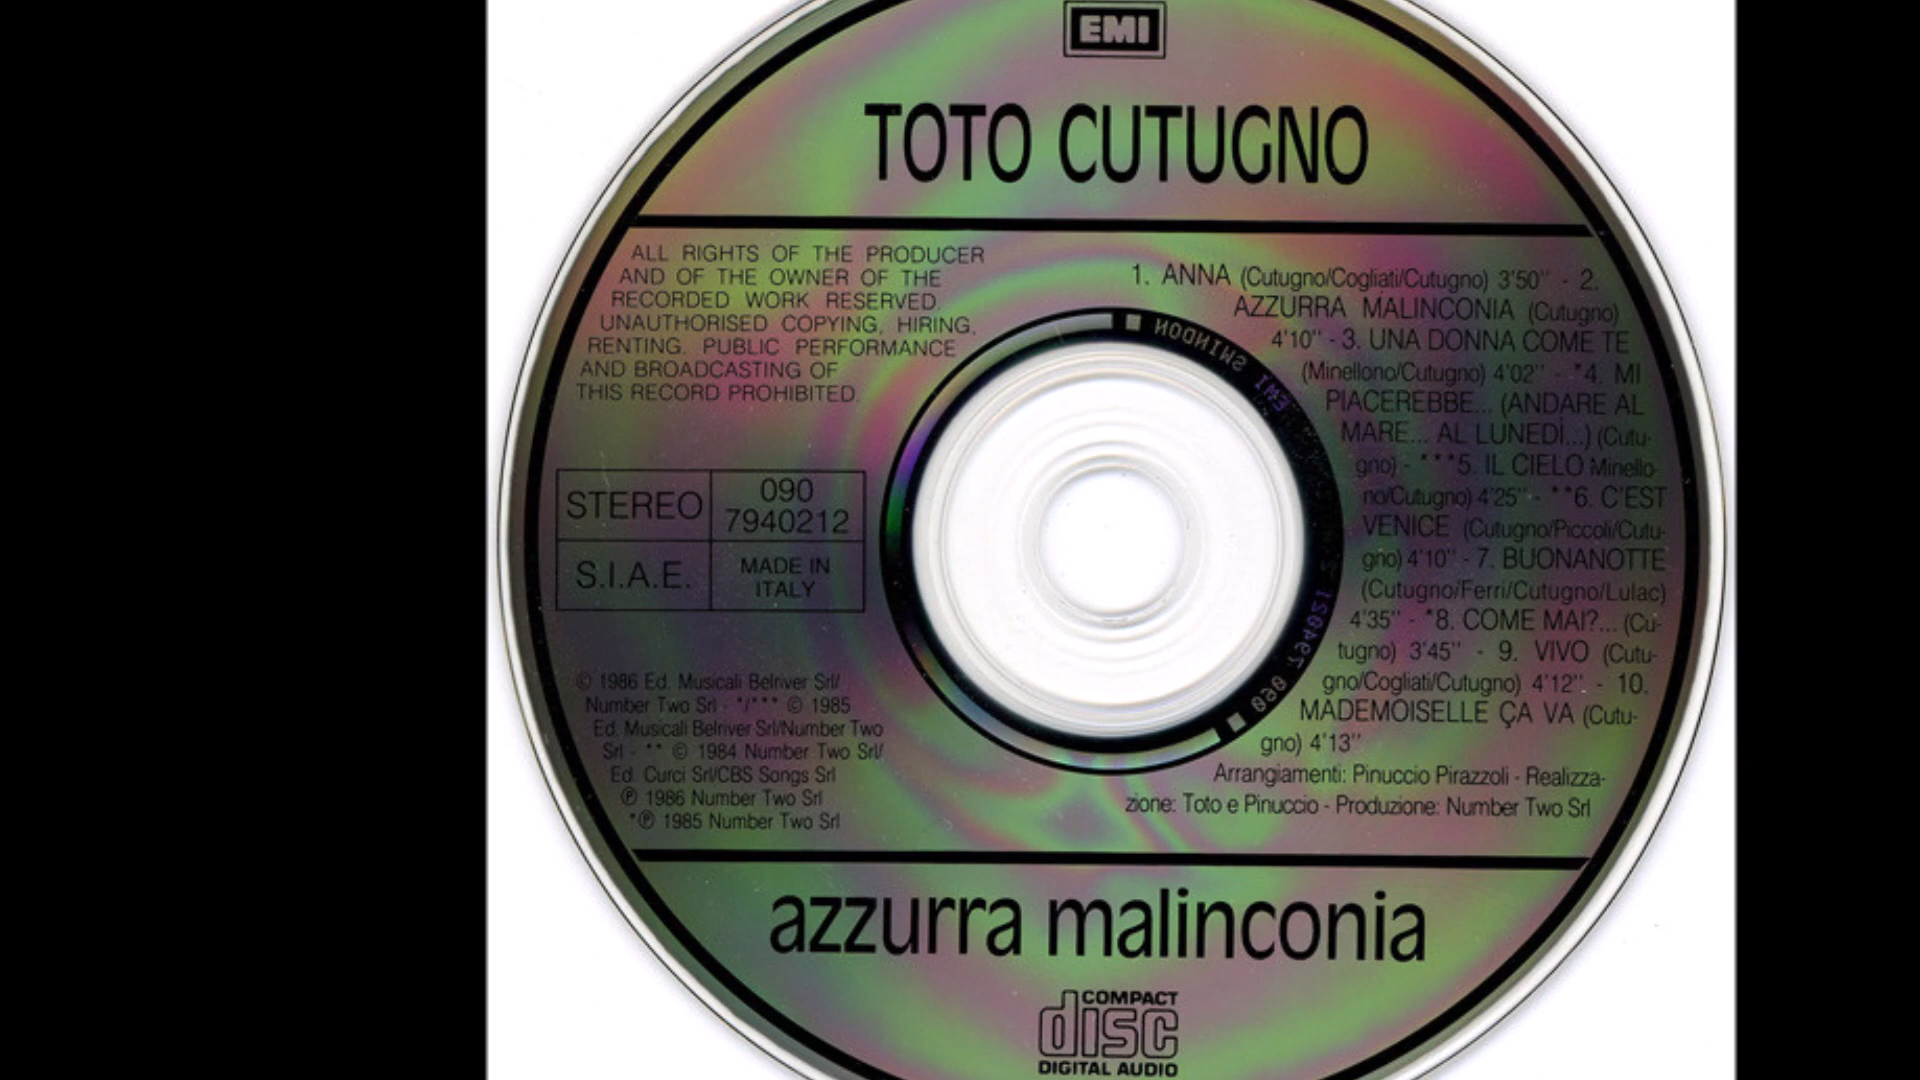 EMI
TOTO CUTUGNO
ALL RIGHTS OF THE PRODUCER
AND OF THE OWNER OF THE
RECORDED WORK RESERVED.
UNAUTHORISED COPYING, HIRING,
RENTING, PUBLIC PERFORMANCE
AND BROADCASTING OF
THIS RECORD PROHIBITED.
STEREO
090
7940212
S.I.A.E.
MADE IN
ITALY
© 1986 Ed. Musicali Belriver Srl/
Number Two Srl - */*** © 1985
Ed. Musicali Belriver Srl/Number Two
Srl - ** © 1984 Number Two Srl/
Ed. Curci Srl/CBS Songs Srl
℗ 1986 Number Two Srl
*℗ 1985 Number Two Srl
1. ANNA (Cutugno/Cogliati/Cutugno) 3'50'' - 2.
AZZURRA MALINCONIA (Cutugno)
4'10'' - 3. UNA DONNA COME TE
(Minellono/Cutugno) 4'02'' - *4. MI
PIACEREBBE... (ANDARE AL
MARE... AL LUNEDÌ...) (Cutu-
gno) - ***5. IL CIELO Minello-
no/Cutugno) 4'25'' - **6. C'EST
VENICE (Cutugno/Piccoli/Cutu-
gno) 4'10'' - 7. BUONANOTTE
(Cutugno/Ferri/Cutugno/Lulac)
4'35'' - *8. COME MAI?... (Cu-
tugno) 3'45'' - 9. VIVO (Cutu-
gno/Cogliati/Cutugno) 4'12'' - 10.
MADEMOISELLE ÇA VA (Cutu-
gno) 4'13''
Arrangiamenti: Pinuccio Pirazzoli - Realizza-
zione: Toto e Pinuccio - Produzione: Number Two Srl
EMI SWINDON
azzurra malinconia
COMPACT
disc
DIGITAL AUDIO